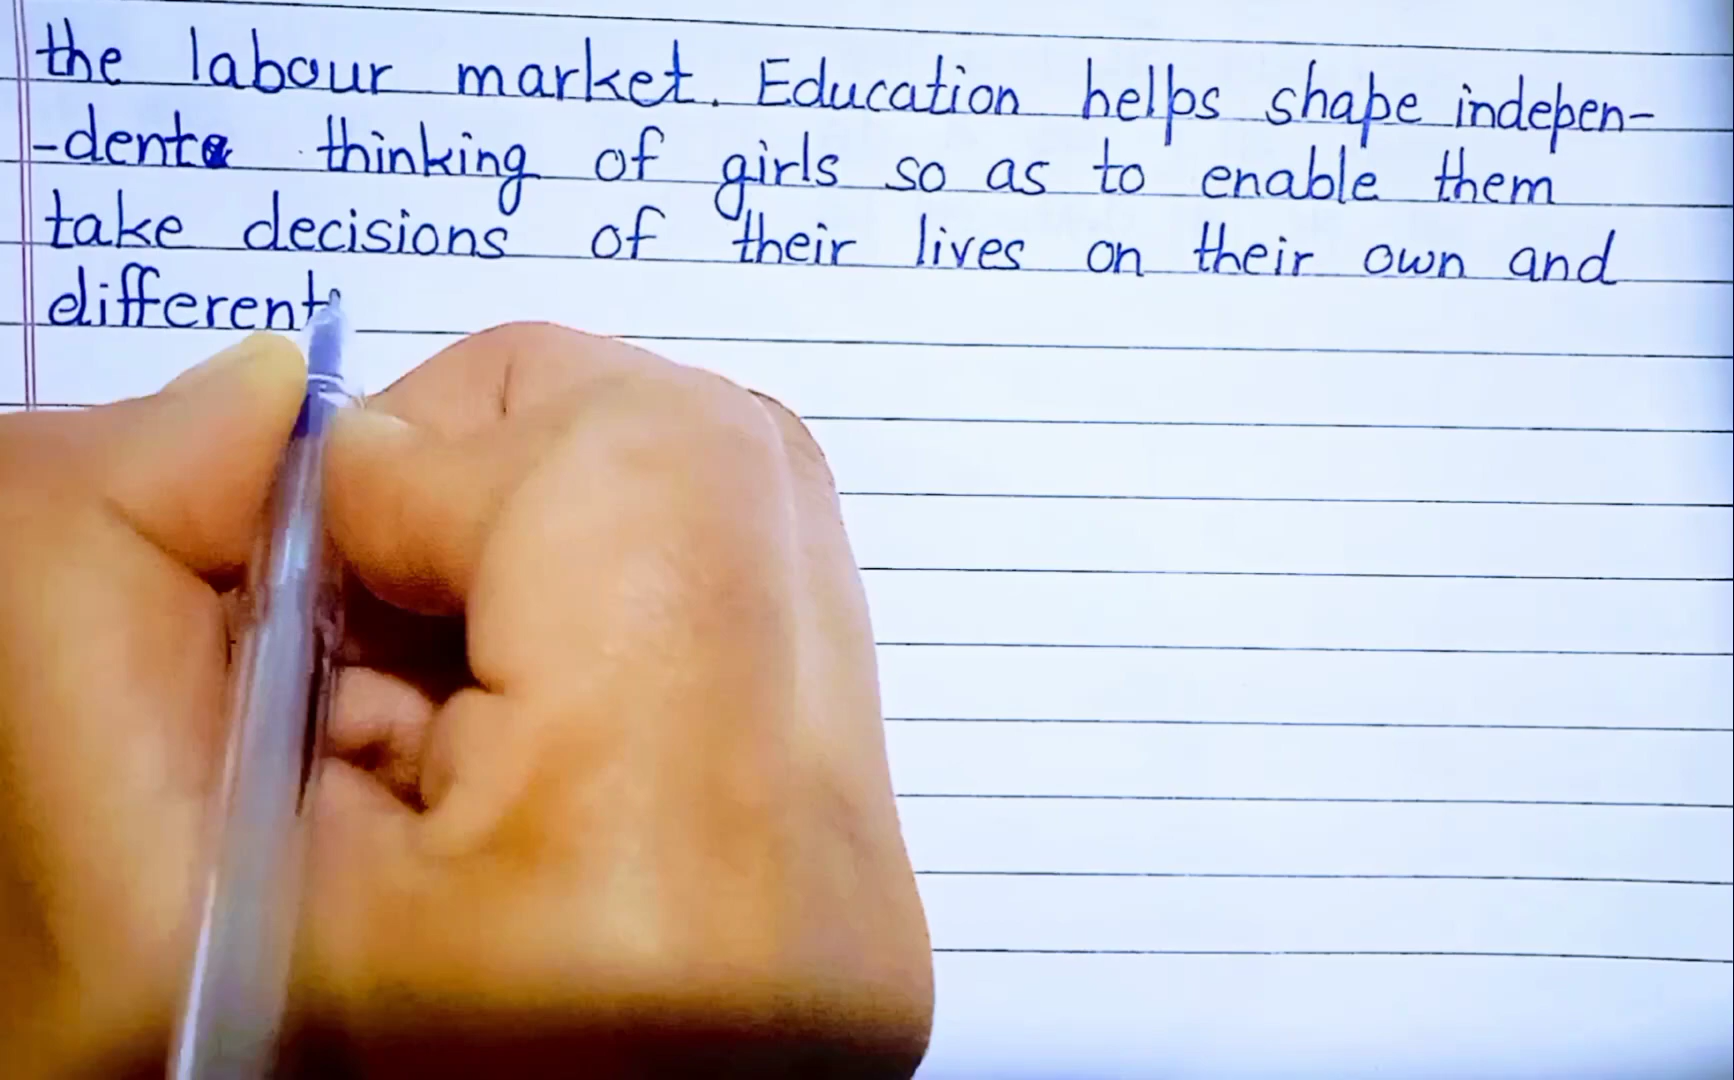 the labour market. Education helps shape indepen-
-dent thinking of girls so as to enable them
take decisions of their lives on their own and
different